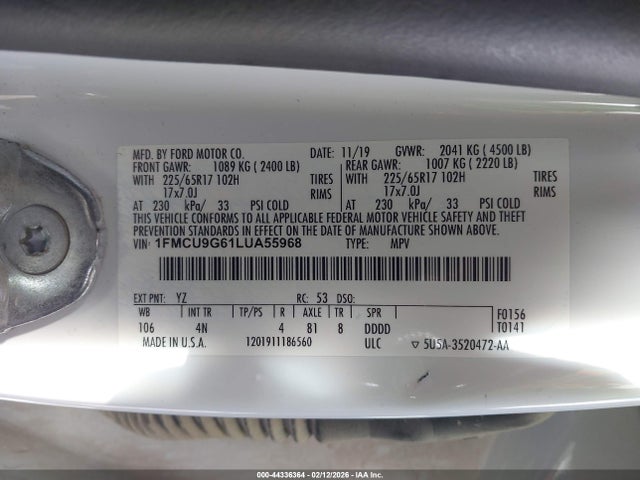 MFD. BY FORD MOTOR CO. DATE: 11/19 GVWR: 2041 KG ( 4500 LB)
FRONT GAWR: 1089 KG ( 2400 LB) REAR GAWR: 1007 KG ( 2220 LB)
WITH 225/65R17 102H TIRES WITH 225/65R17 102H TIRES
17x7.0J RIMS 17x7.0J RIMS
AT 230 kPa/ 33 PSI COLD AT 230 kPa/ 33 PSI COLD
THIS VEHICLE CONFORMS TO ALL APPLICABLE FEDERAL MOTOR VEHICLE SAFETY AND THEFT
PREVENTION STANDARDS IN EFFECT ON THE DATE OF MANUFACTURE SHOWN ABOVE.
VIN: 1FMCU9G61LUA55968 TYPE: MPV
EXT PNT: YZ RC: 53 DSO:
WB INT TR TP/PS R AXLE TR SPR
106 4N 4 81 8 DDDD
F0156
T0141
MADE IN U.S.A. 1201911186560 ULC ▽ 5U5A-3520472-AA
000-44336364 - 02/12/2026 - IAA, Inc.